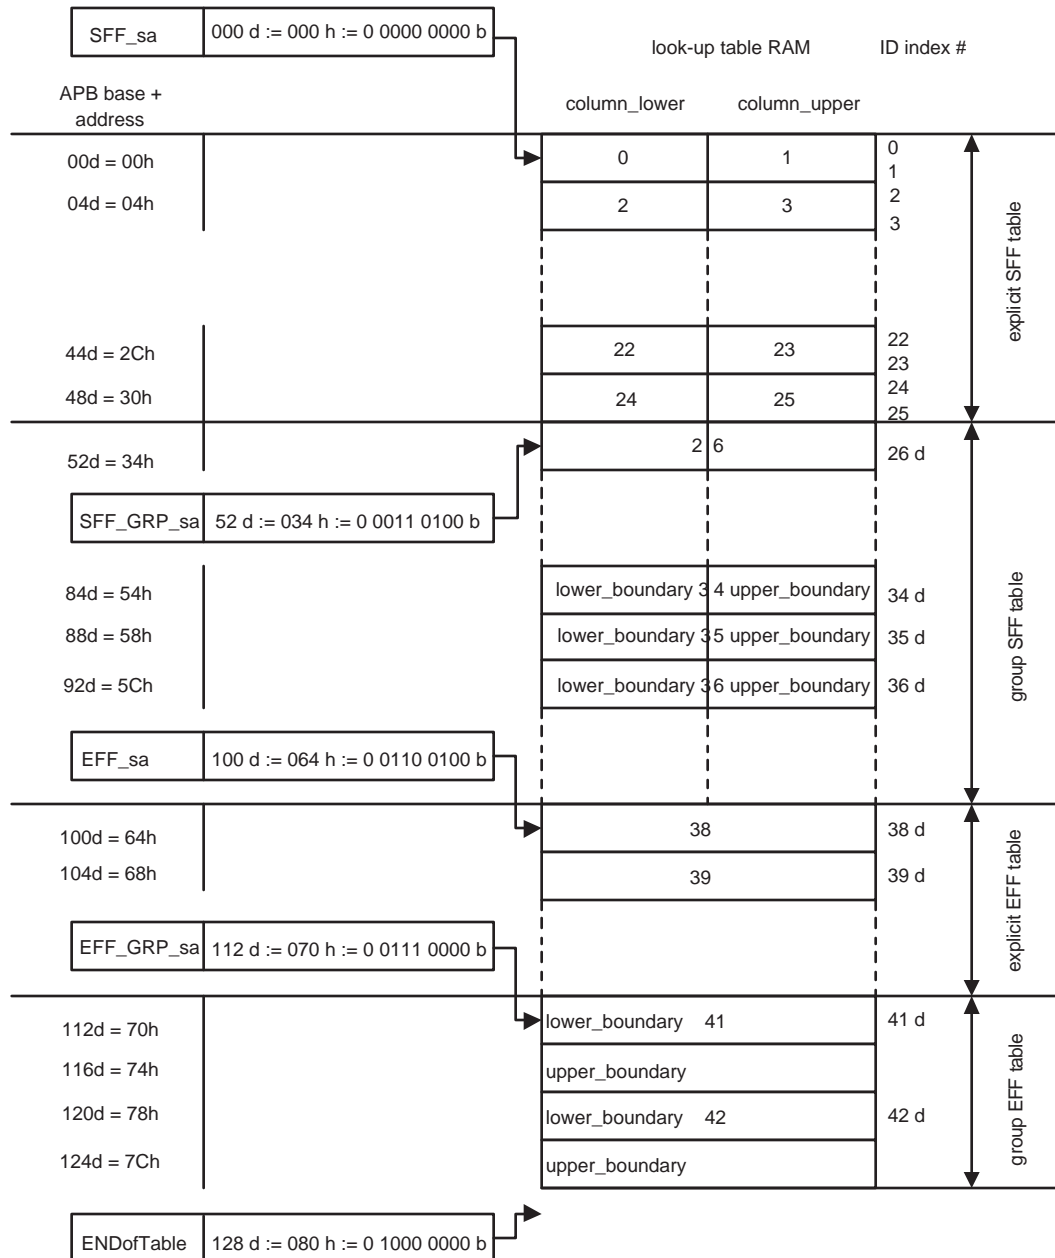 SFF_sa 000 d := 000 h := 0 0000 0000 b
look-up table RAM ID index #
APB base +
address
column_lower column_upper
00d = 00h 0 1 0
1
04d = 04h 2 3 2
3
explicit SFF table
44d = 2Ch 22 23 22
23
48d = 30h 24 25 24
25
52d = 34h 2 6 26 d
SFF_GRP_sa 52 d := 034 h := 0 0011 0100 b
84d = 54h lower_boundary 3 4 upper_boundary 34 d
88d = 58h lower_boundary 3 5 upper_boundary 35 d
92d = 5Ch lower_boundary 3 6 upper_boundary 36 d
group SFF table
EFF_sa 100 d := 064 h := 0 0110 0100 b
100d = 64h 38 38 d
104d = 68h 39 39 d
explicit EFF table
EFF_GRP_sa 112 d := 070 h := 0 0111 0000 b
112d = 70h lower_boundary 41 41 d
116d = 74h upper_boundary
120d = 78h lower_boundary 42 42 d
124d = 7Ch upper_boundary
group EFF table
ENDofTable 128 d := 080 h := 0 1000 0000 b